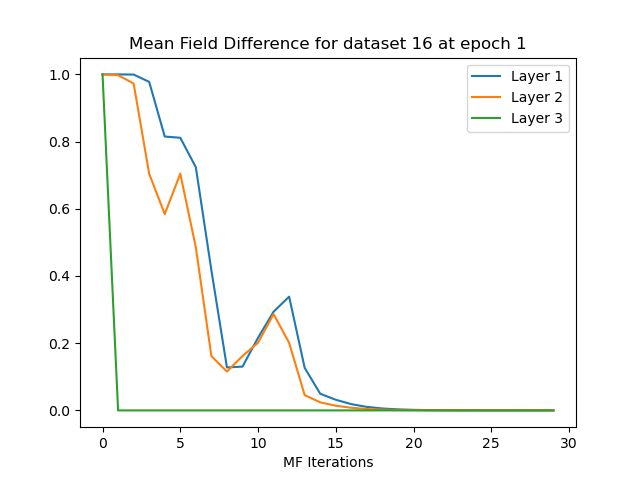 Mean Field Difference for dataset 16 at epoch 1
Layer 1
Layer 2
Layer 3
1.0
0.8
0.6
0.4
0.2
0.0
0 5 10 15 20 25 30
MF Iterations